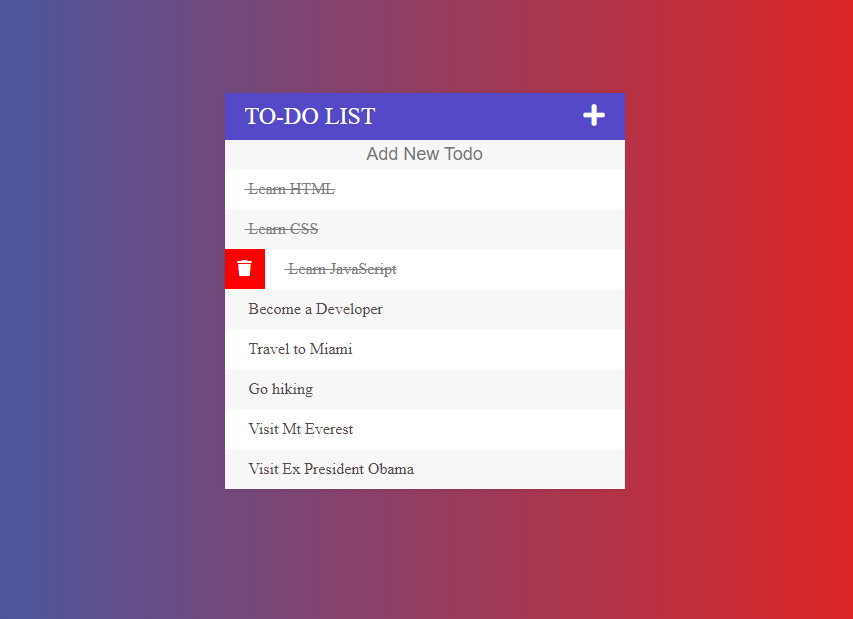 TO-DO LIST
Add New Todo
Learn HTML
Learn CSS
Learn JavaScript
Become a Developer
Travel to Miami
Go hiking
Visit Mt Everest
Visit Ex President Obama